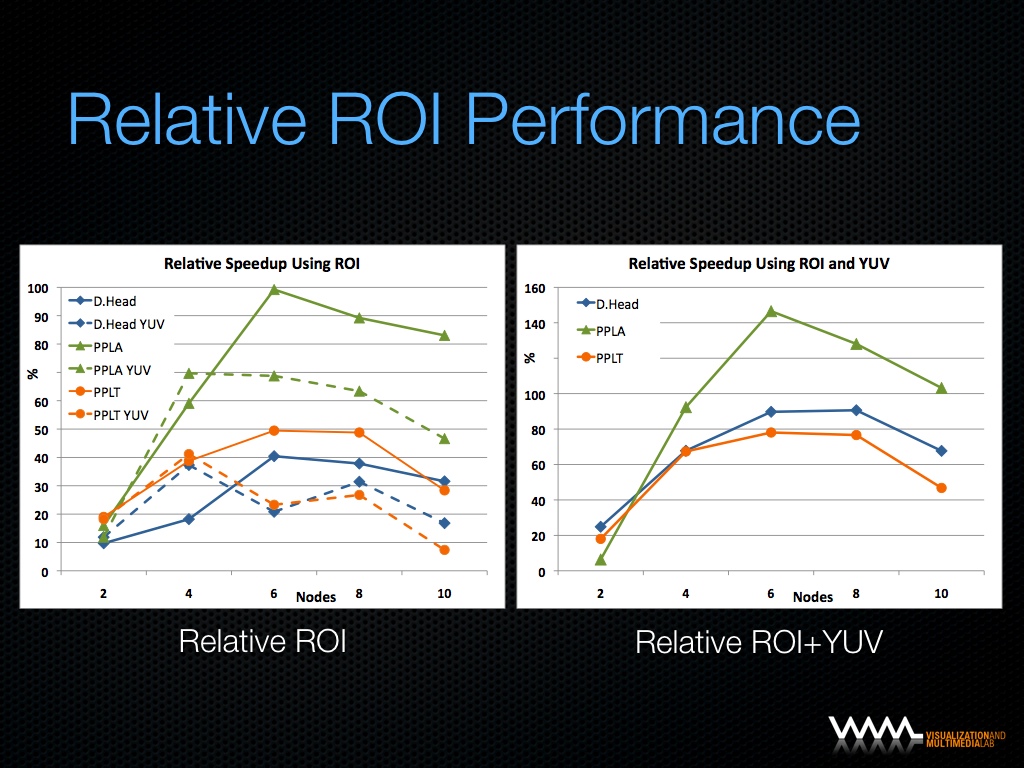 Relative ROI Performance
Relative Speedup Using ROI
100
90
80
60
50
40
30
20
10
0
%
D.Head
D.Head YUV
PPLA
PPLA YUV
PPLT
PPLT YUV
2 4 6 Nodes 8 10
Relative ROI
Relative Speedup Using ROI and YUV
160
140
100
80
60
40
20
0
%
D.Head
PPLA
PPLT
2 4 6 Nodes 8 10
Relative ROI+YUV
VISUALIZATIONAND
MULTIMEDIALAB